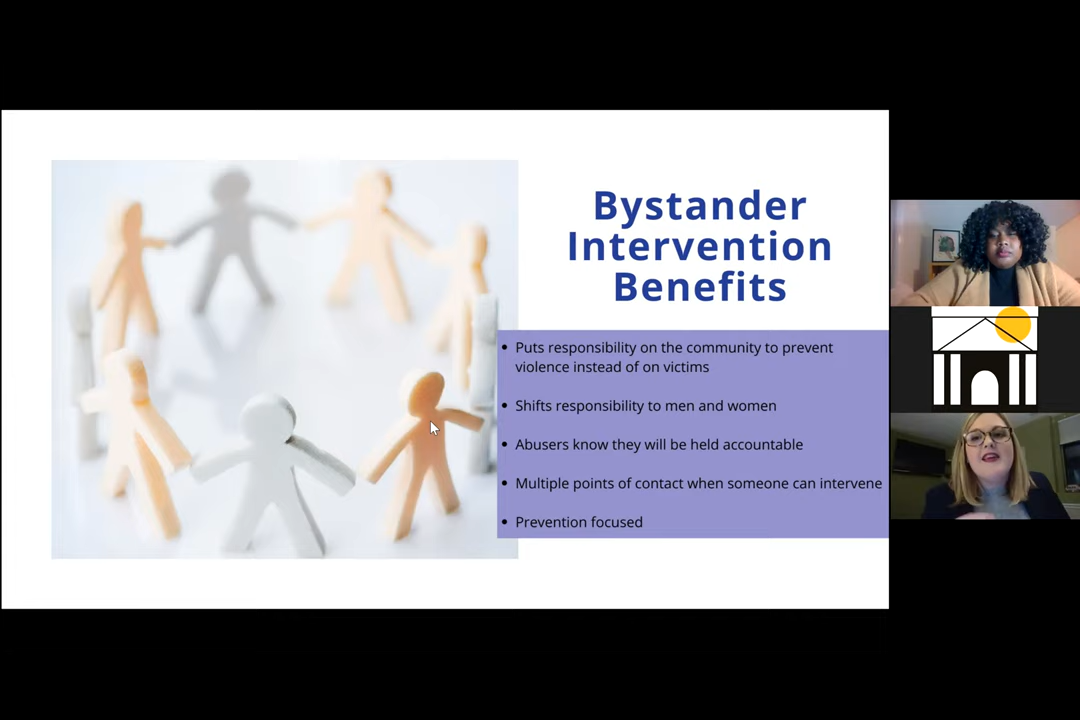 Bystander
Intervention
Benefits
• Puts responsibility on the community to prevent
violence instead of on victims
• Shifts responsibility to men and women
• Abusers know they will be held accountable
• Multiple points of contact when someone can intervene
• Prevention focused